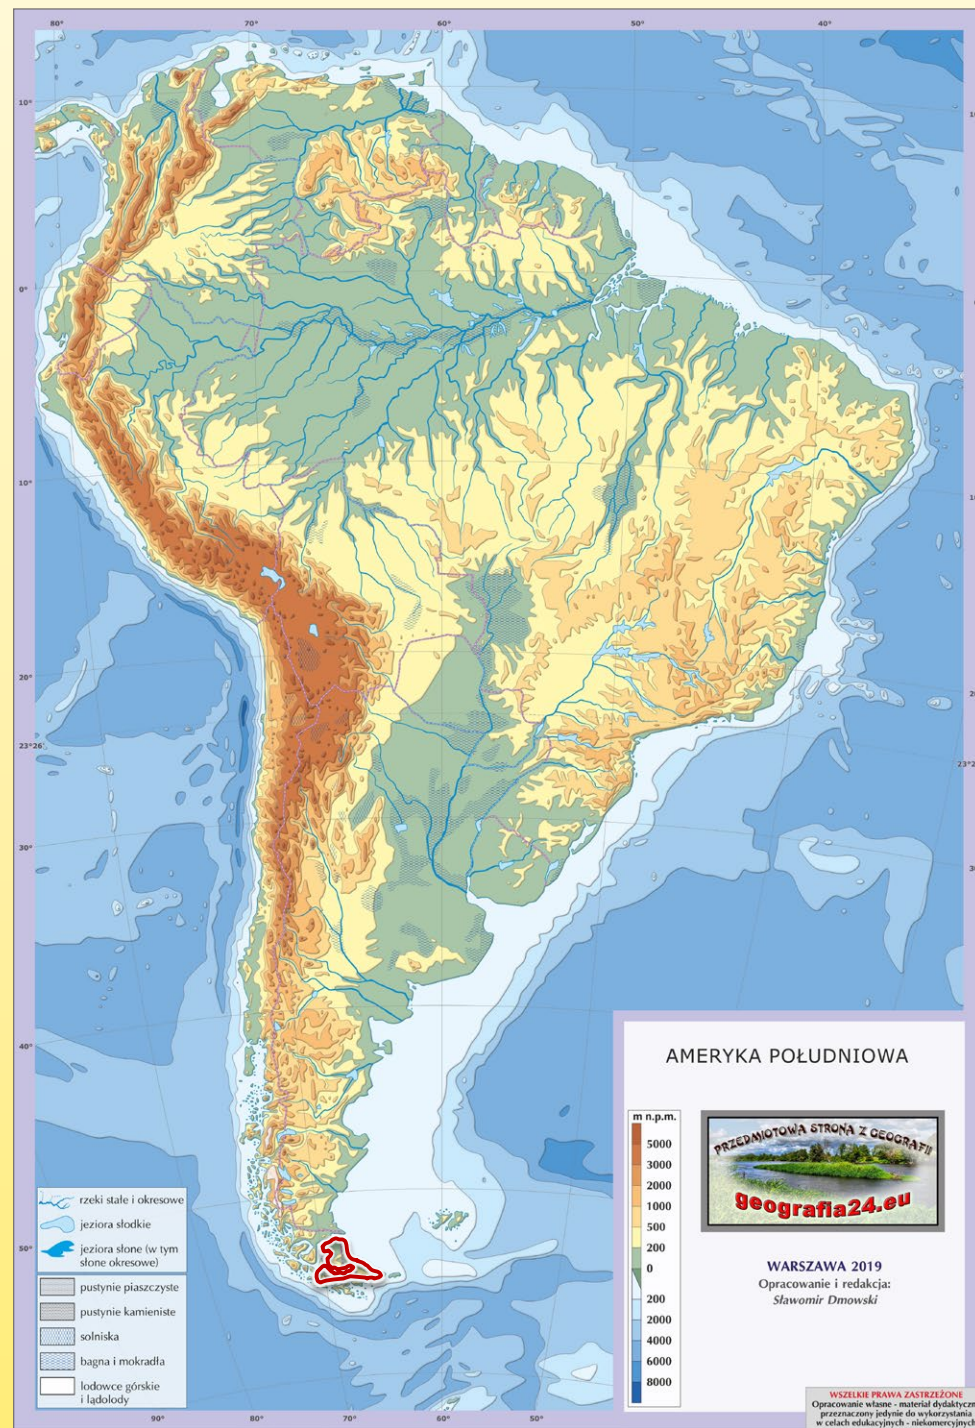 80°
70°
60°
50°
40°
10°
0°
10°
20°
23°26'
30°
40°
50°
90°
80°
70°
60°
50°
AMERYKA POŁUDNIOWA
m n.p.m.
5000
3000
2000
1000
500
200
0
200
2000
4000
6000
8000
PRZEDMIOTOWA STRONA Z GEOGRAFII
geografia24.eu
WARSZAWA 2019
Opracowanie i redakcja:
Sławomir Dmowski
rzeki stałe i okresowe
jeziora słodkie
jeziora słone (w tym
słone okresowe)
pustynie piaszczyste
pustynie kamieniste
solniska
bagna i mokradła
lodowce górskie
i lądolody
WSZELKIE PRAWA ZASTRZEŻONE
Opracowanie własne - materiał dydaktyczn
przeznaczony jedynie do wykorzystania
w celach edukacyjnych - niekomercyjnych